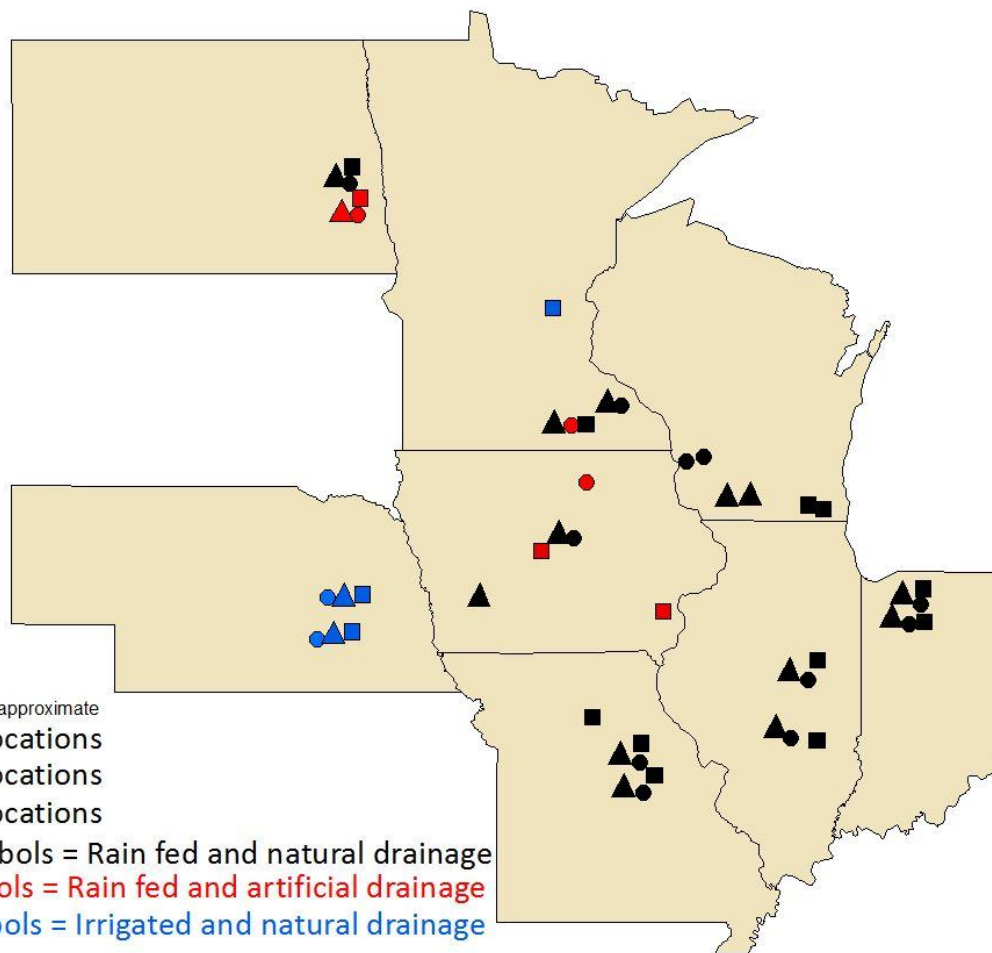 approximate
ocations
ocations
ocations
bols = Rain fed and natural drainage
ols = Rain fed and artificial drainage
ools = Irrigated and natural drainage